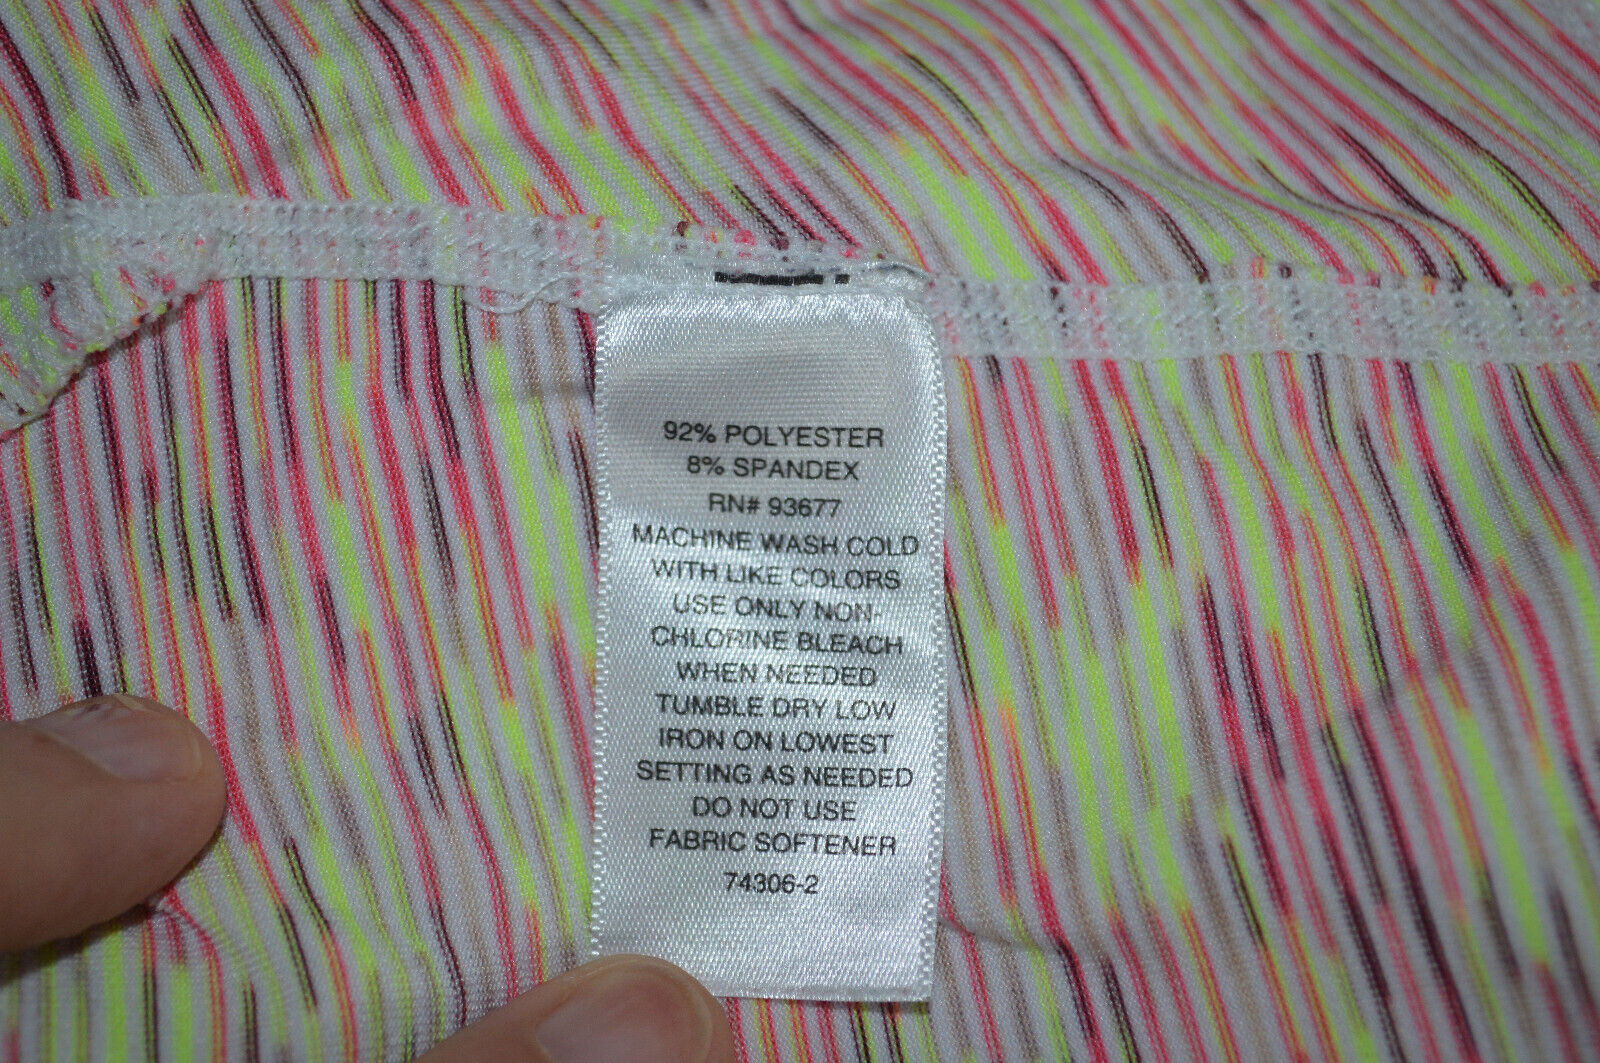 92% POLYESTER
8% SPANDEX
RN# 93677
MACHINE WASH COLD
WITH LIKE COLORS
USE ONLY NON-
CHLORINE BLEACH
WHEN NEEDED
TUMBLE DRY LOW
IRON ON LOWEST
SETTING AS NEEDED
DO NOT USE
FABRIC SOFTENER
74306-2